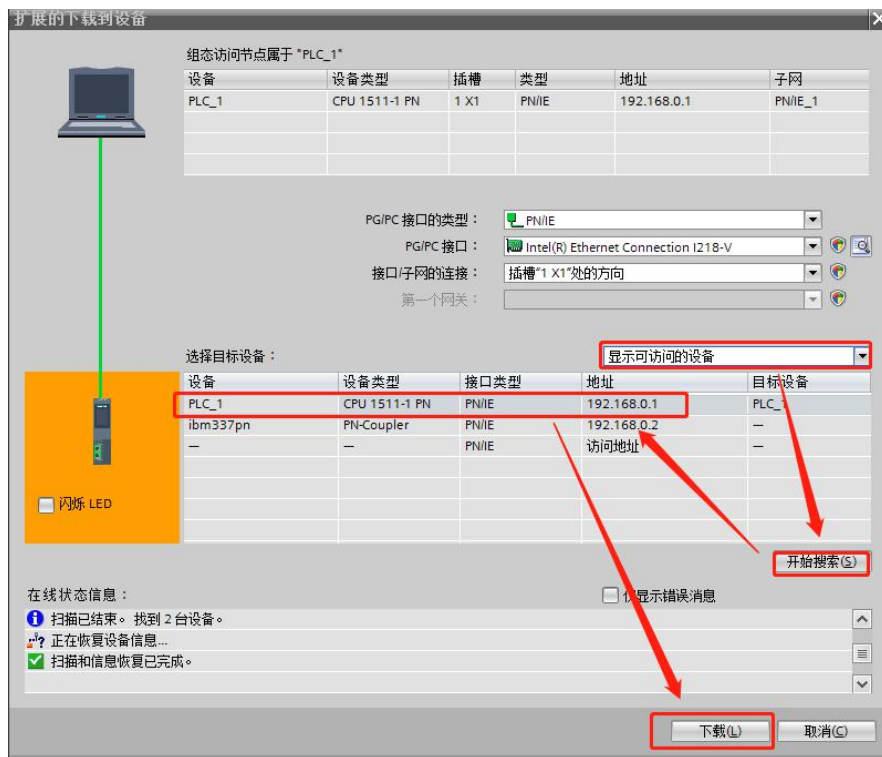 扩展的下载到设备
组态访问节点属于 "PLC_1"
设备 设备类型 插槽 类型 地址 子网
PLC_1 CPU 1511-1 PN 1 X1 PN/IE 192.168.0.1 PN/IE_1
PG/PC 接口的类型： PN/IE
PG/PC 接口： Intel(R) Ethernet Connection I218-V
接口/子网的连接： 插槽"1 X1"处的方向
第一个网关：
选择目标设备： 显示可访问的设备
设备 设备类型 接口类型 地址 目标设备
PLC_1 CPU 1511-1 PN PN/IE 192.168.0.1 PLC_1
ibm337pn PN-Coupler PN/IE 192.168.0.2 —
— — PN/IE 访问地址 —
闪烁 LED
开始搜索(S)
在线状态信息： 仅显示错误消息
扫描已结束。找到 2 台设备。
正在恢复设备信息...
扫描和信息恢复已完成。
下载(L) 取消(C)